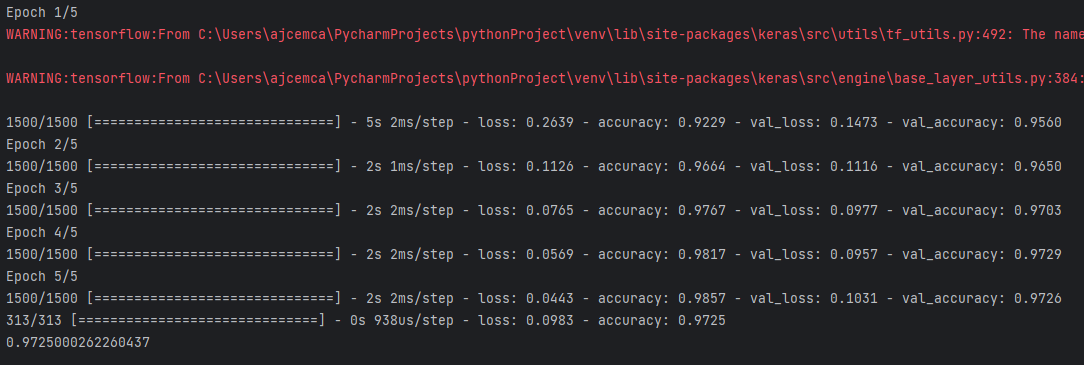 Epoch 1/5
WARNING:tensorflow:From C:\Users\ajcemca\PycharmProjects\pythonProject\venv\lib\site-packages\keras\src\utils\tf_utils.py:492: The name
WARNING:tensorflow:From C:\Users\ajcemca\PycharmProjects\pythonProject\venv\lib\site-packages\keras\src\engine\base_layer_utils.py:384:
1500/1500 [==============================] - 5s 2ms/step - loss: 0.2639 - accuracy: 0.9229 - val_loss: 0.1473 - val_accuracy: 0.9560
Epoch 2/5
1500/1500 [==============================] - 2s 1ms/step - loss: 0.1126 - accuracy: 0.9664 - val_loss: 0.1116 - val_accuracy: 0.9650
Epoch 3/5
1500/1500 [==============================] - 2s 2ms/step - loss: 0.0765 - accuracy: 0.9767 - val_loss: 0.0977 - val_accuracy: 0.9703
Epoch 4/5
1500/1500 [==============================] - 2s 2ms/step - loss: 0.0569 - accuracy: 0.9817 - val_loss: 0.0957 - val_accuracy: 0.9729
Epoch 5/5
1500/1500 [==============================] - 2s 2ms/step - loss: 0.0443 - accuracy: 0.9857 - val_loss: 0.1031 - val_accuracy: 0.9726
313/313 [==============================] - 0s 938us/step - loss: 0.0983 - accuracy: 0.9725
0.9725000262260437